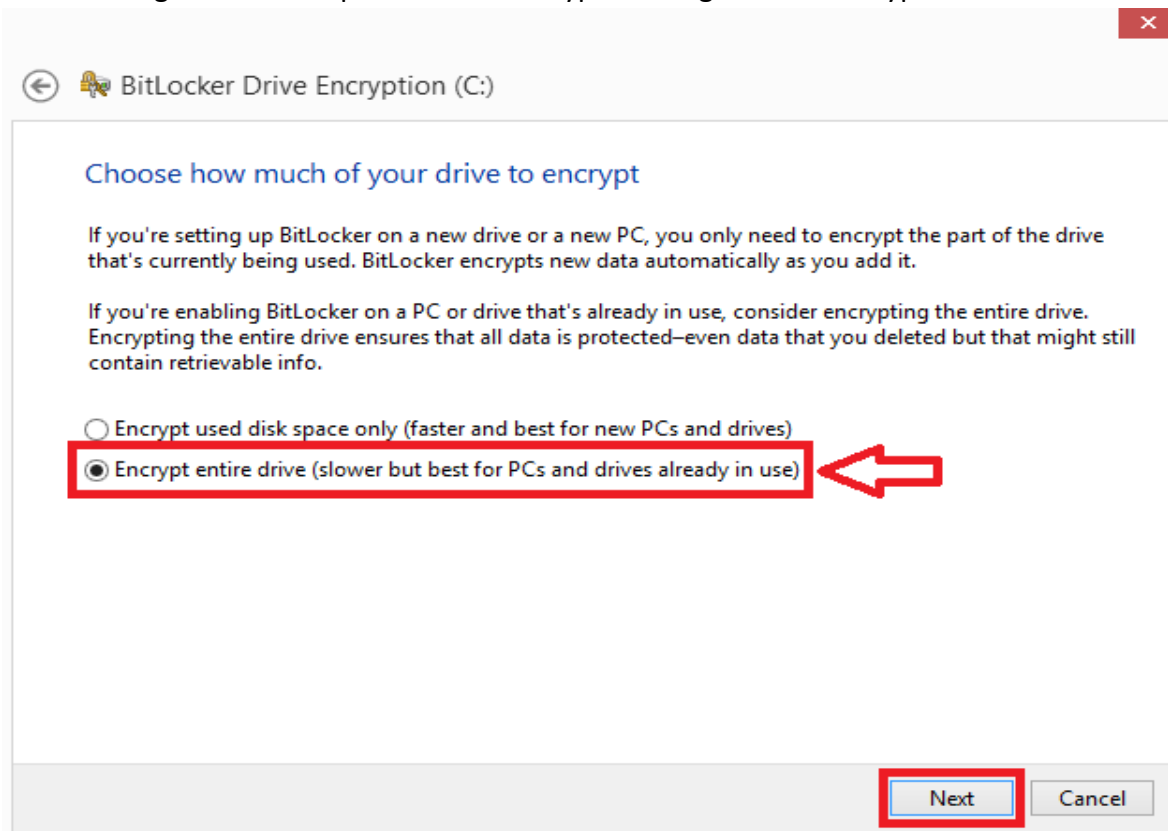 BitLocker Drive Encryption (C:)
Choose how much of your drive to encrypt
If you're setting up BitLocker on a new drive or a new PC, you only need to encrypt the part of the drive
that's currently being used. BitLocker encrypts new data automatically as you add it.
If you're enabling BitLocker on a PC or drive that's already in use, consider encrypting the entire drive.
Encrypting the entire drive ensures that all data is protected–even data that you deleted but that might still
contain retrievable info.
Encrypt used disk space only (faster and best for new PCs and drives)
Encrypt entire drive (slower but best for PCs and drives already in use)
Next Cancel